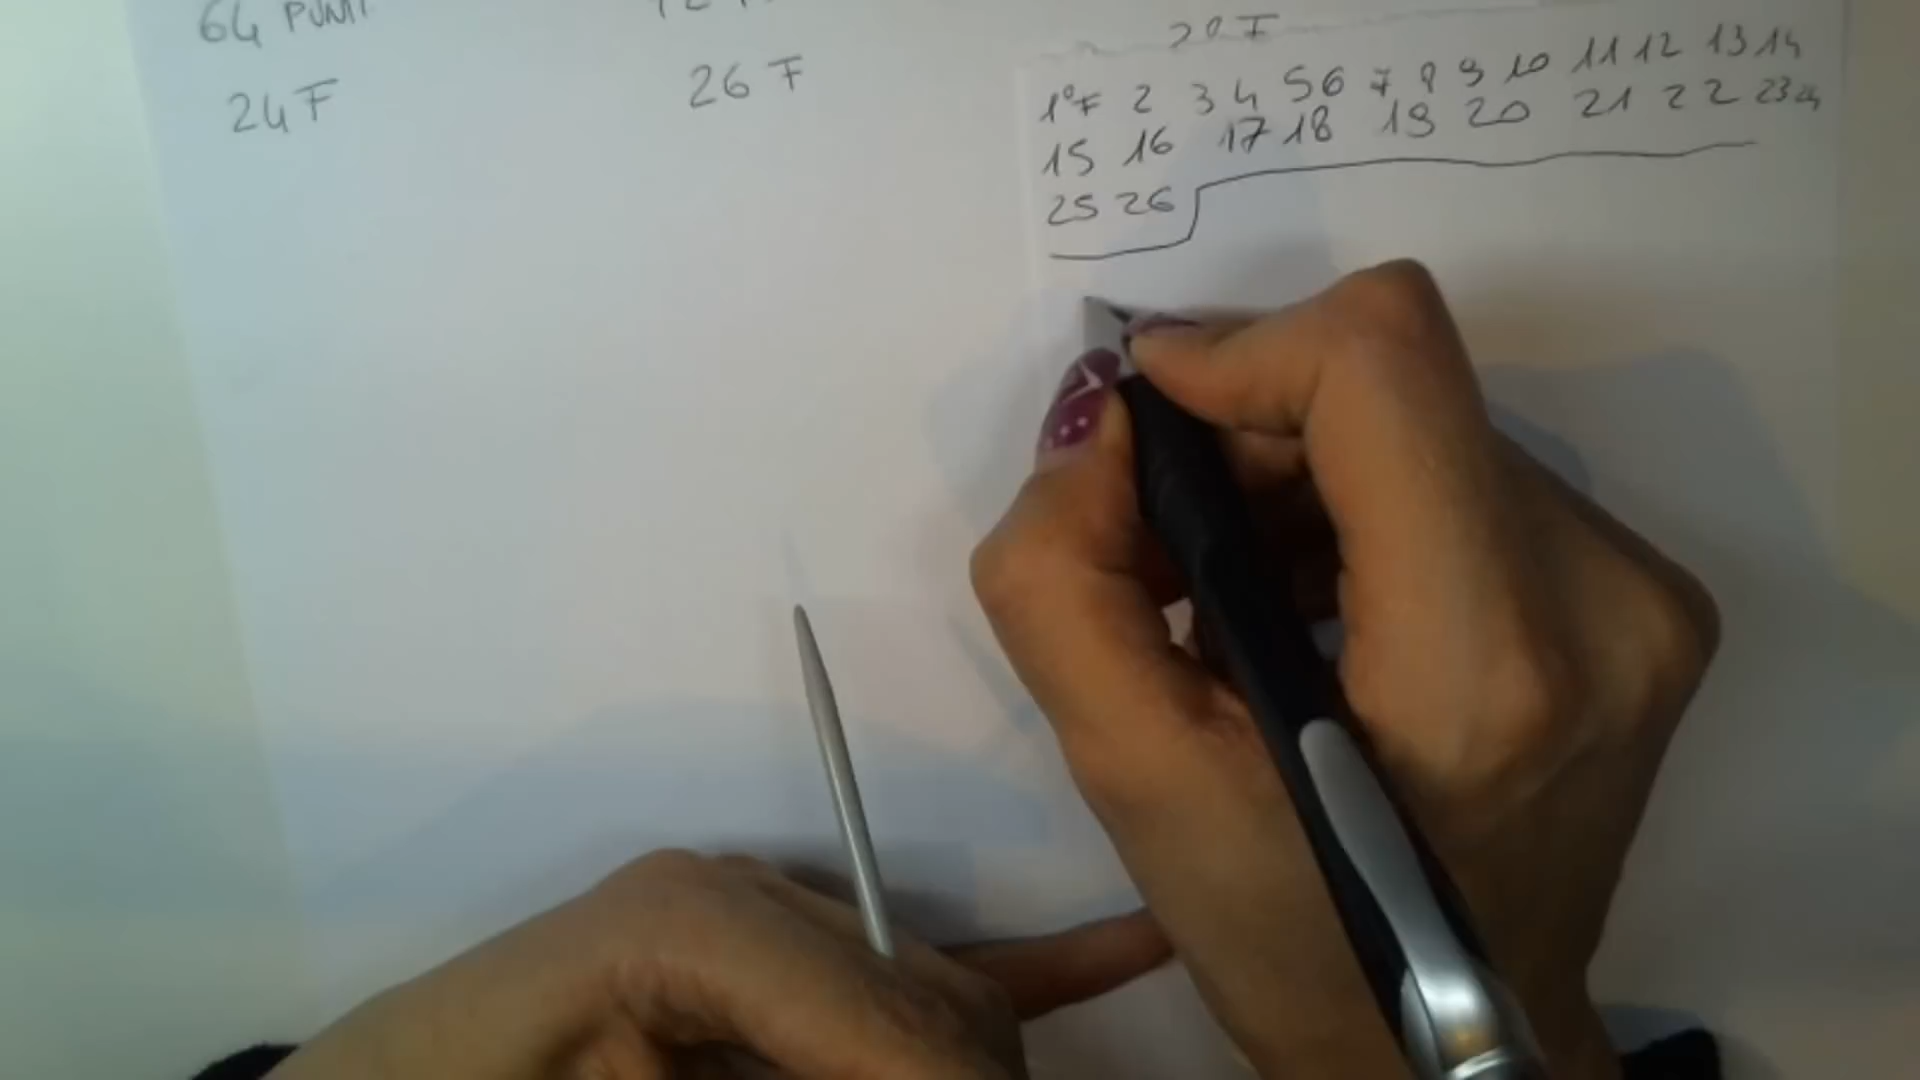 64 PUNTI
24 F
26 F
1°F 2 3 4 5 6 7 8 9 10 11 12 13 14
15 16 17 18 19 20 21 22 23 24
25 26